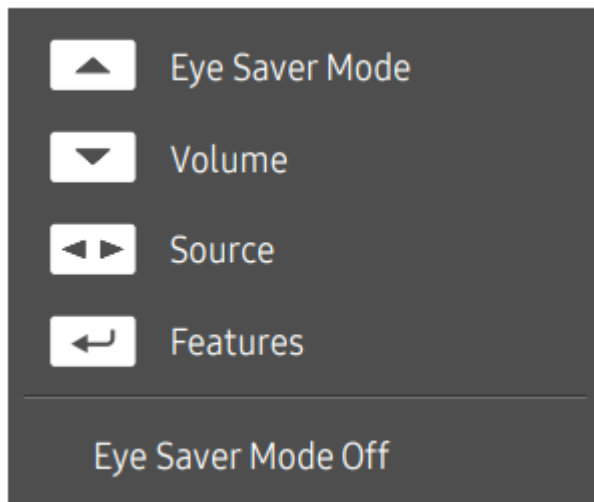 Eye Saver Mode
Volume
Source
Features
Eye Saver Mode Off